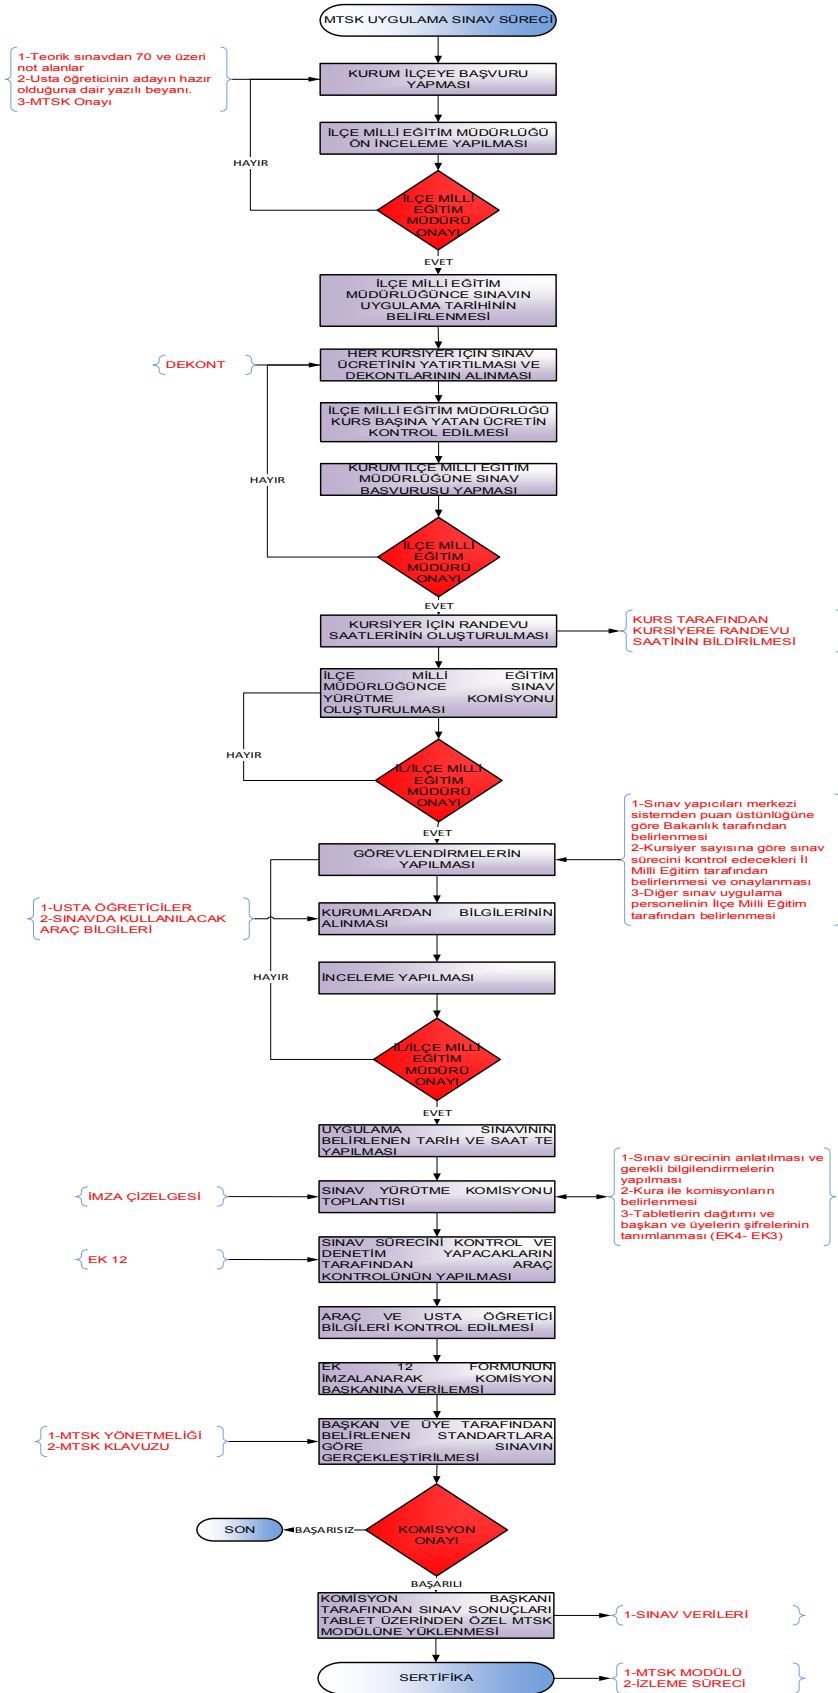 MTSK UYGULAMA SINAV SÜRECİ
1-Teorik sınavdan 70 ve üzeri
not alanlar
2-Usta öğreticinin adayın hazır
olduğuna dair yazılı beyanı.
3-MTSK Onayı
KURUM İLÇEYE BAŞVURU
YAPMASI
İLÇE MİLLİ EĞİTİM MÜDÜRLÜĞÜ
ÖN İNCELEME YAPILMASI
HAYIR
İLÇE MİLLİ
EĞİTİM
MÜDÜRÜ
ONAYI
EVET
İLÇE MİLLİ EĞİTİM
MÜDÜRLÜĞÜNCE SINAVIN
UYGULAMA TARİHİNİN
BELİRLENMESİ
DEKONT
HER KURSİYER İÇİN SINAV
ÜCRETİNİN YATIRTILMASI VE
DEKONTLARININ ALINMASI
İLÇE MİLLİ EĞİTİM MÜDÜRLÜĞÜ
KURS BAŞINA YATAN ÜCRETİN
KONTROL EDİLMESİ
HAYIR
KURUM İLÇE MİLLİ EĞİTİM
MÜDÜRLÜĞÜNE SINAV
BAŞVURUSU YAPMASI
İLÇE MİLLİ
EĞİTİM
MÜDÜRÜ
ONAYI
EVET
KURSİYER İÇİN RANDEVU
SAATLERİNİN OLUŞTURULMASI
KURS TARAFINDAN
KURSİYERE RANDEVU
SAATİNİN BİLDİRİLMESİ
İLÇE MİLLİ EĞİTİM
MÜDÜRLÜĞÜNCE SINAV
YÜRÜTME KOMİSYONU
OLUŞTURULMASI
HAYIR
İL/İLÇE MİLLİ
EĞİTİM
MÜDÜRÜ
ONAYI
EVET
GÖREVLENDİRMELERİN
YAPILMASI
1-Sınav yapıcıları merkezi
sistemden puan üstünlüğüne
göre Bakanlık tarafından
belirlenmesi
2-Kursiyer sayısına göre sınav
sürecini kontrol edecekleri İl
Milli Eğitim tarafından
belirlenmesi ve onaylanması
3-Diğer sınav uygulama
personelinin İlçe Milli Eğitim
tarafından belirlenmesi
1-USTA ÖĞRETİCİLER
2-SINAVDA KULLANILACAK
ARAÇ BİLGİLERİ
KURUMLARDAN BİLGİLERİNİN
ALINMASI
HAYIR
İNCELEME YAPILMASI
İL/İLÇE MİLLİ
EĞİTİM
MÜDÜRÜ
ONAYI
EVET
UYGULAMA SINAVININ
BELİRLENEN TARİH VE SAAT TE
YAPILMASI
İMZA ÇİZELGESİ
SINAV YÜRÜTME KOMİSYONU
TOPLANTISI
1-Sınav sürecinin anlatılması ve
gerekli bilgilendirmelerin
yapılması
2-Kura ile komisyonların
belirlenmesi
3-Tabletlerin dağıtımı ve
başkan ve üyelerin şifrelerinin
tanımlanması (EK4- EK3)
EK 12
SINAV SÜRECİNİ KONTROL VE
DENETİM YAPACAKLARIN
TARAFINDAN ARAÇ
KONTROLÜNÜN YAPILMASI
ARAÇ VE USTA ÖĞRETİCİ
BİLGİLERİ KONTROL EDİLMESİ
EK 12 FORMUNUN
İMZALANARAK KOMİSYON
BAŞKANINA VERİLEMSİ
1-MTSK YÖNETMELİĞİ
2-MTSK KLAVUZU
BAŞKAN VE ÜYE TARAFINDAN
BELİRLENEN STANDARTLARA
GÖRE SINAVIN
GERÇEKLEŞTİRİLMESİ
SON
BAŞARISIZ
KOMİSYON
ONAYI
BAŞARILI
KOMİSYON BAŞKANI
TARAFINDAN SINAV SONUÇLARI
TABLET ÜZERİNDEN ÖZEL MTSK
MODÜLÜNE YÜKLENMESİ
1-SINAV VERİLERİ
SERTİFİKA
1-MTSK MODÜLÜ
2-İZLEME SÜRECİ